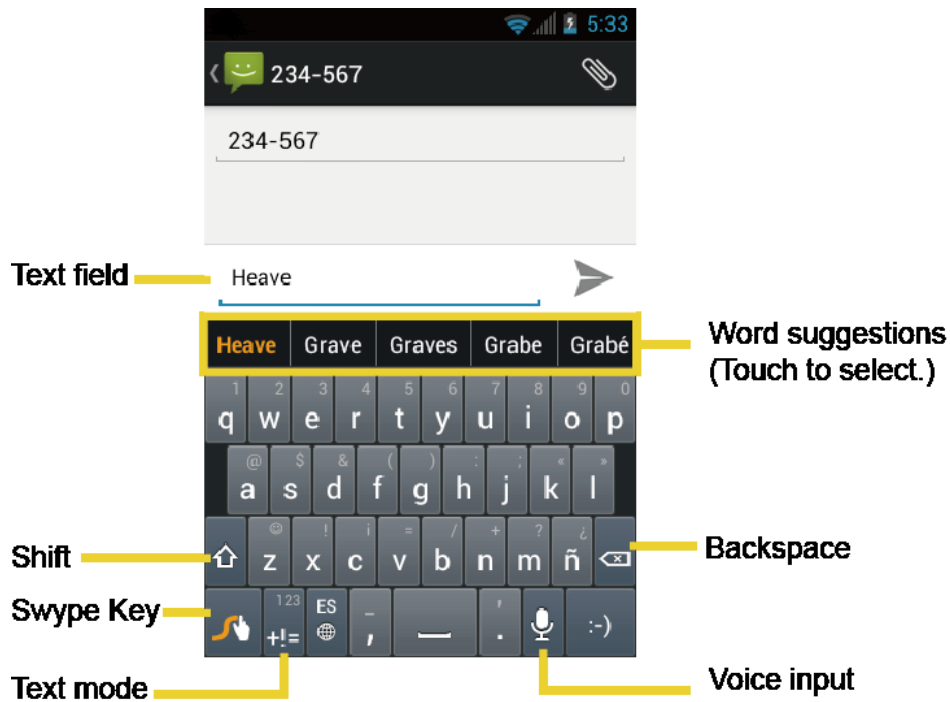 5:33
234-567
234-567
Text field
Heave
Heave Grave Graves Grabe Grabé
Word suggestions
(Touch to select.)
1 2 3 4 5 6 7 8 9 0
q w e r t y u i o p
@ $ & ( ) : ; « »
a s d f g h j k l
☺ ! ¡ = / + ? ¿
Shift
z x c v b n m ñ
Backspace
Swype Key
123 ES _ '
+!= , . :-)
Text mode
Voice input